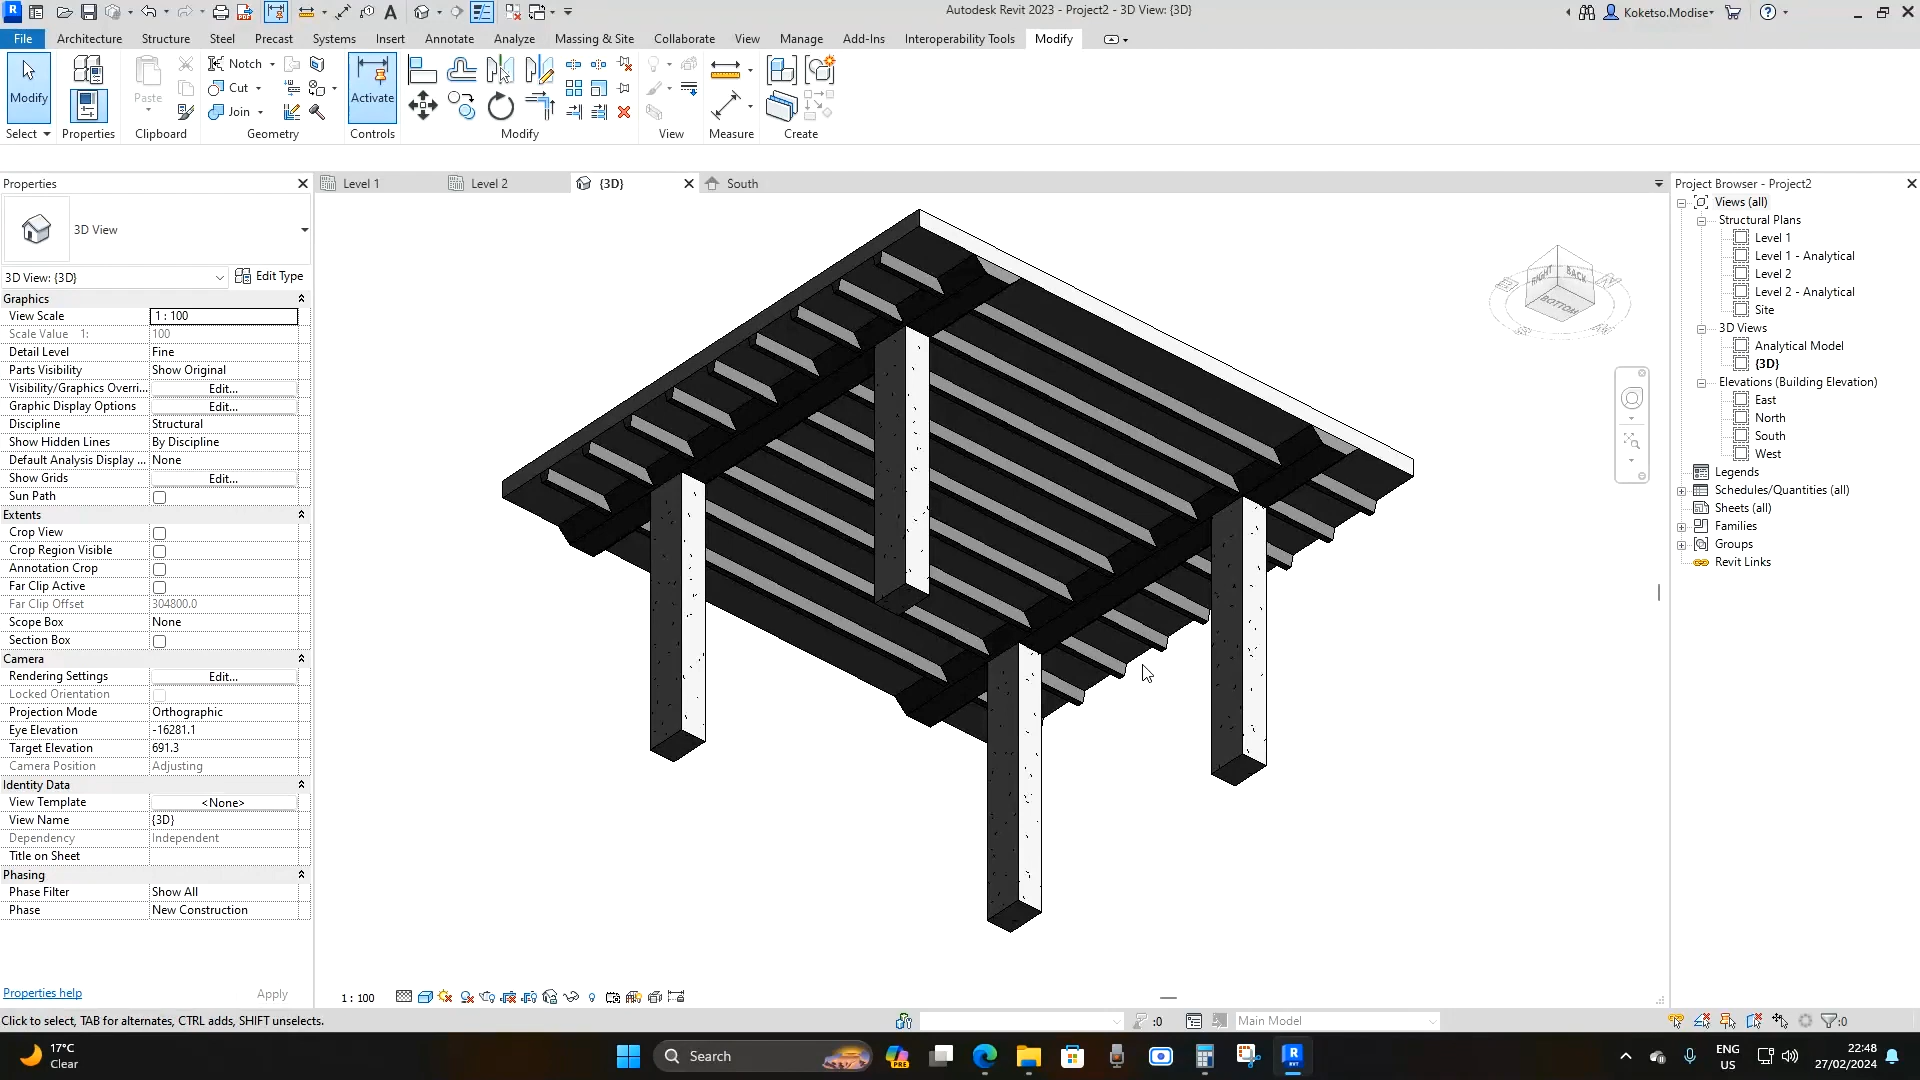 Autodesk Revit 2023 - Project2 - 3D View: {3D}
Koketso.Modise
File Architecture Structure Steel Precast Systems Insert Annotate Analyze Massing & Site Collaborate View Manage Add-Ins Interoperability Tools Modify
Modify
Properties
Paste
Notch
Cut
Join
Activate
Select Properties Clipboard Geometry Controls Modify View Measure Create
Properties
Level 1 Level 2 {3D} South
3D View
3D View: {3D} Edit Type
Graphics
View Scale 1 : 100
Scale Value 1: 100
Detail Level Fine
Parts Visibility Show Original
Visibility/Graphics Overri... Edit...
Graphic Display Options Edit...
Discipline Structural
Show Hidden Lines By Discipline
Default Analysis Display ... None
Show Grids Edit...
Sun Path
Extents
Crop View
Crop Region Visible
Annotation Crop
Far Clip Active
Far Clip Offset 304800.0
Scope Box None
Section Box
Camera
Rendering Settings Edit...
Locked Orientation
Projection Mode Orthographic
Eye Elevation -16281.1
Target Elevation 691.3
Camera Position Adjusting
Identity Data
View Template <None>
View Name {3D}
Dependency Independent
Title on Sheet
Phasing
Phase Filter Show All
Phase New Construction
Properties help Apply
RIGHT BACK
BOTTOM
Project Browser - Project2
Views (all)
Structural Plans
Level 1
Level 1 - Analytical
Level 2
Level 2 - Analytical
Site
3D Views
Analytical Model
{3D}
Elevations (Building Elevation)
East
North
South
West
Legends
Schedules/Quantities (all)
Sheets (all)
Families
Groups
Revit Links
1 : 100
Click to select, TAB for alternates, CTRL adds, SHIFT unselects.
:0
Main Model
:0
17°C
Clear
Search
PRE
ENG
US
22:48
27/02/2024